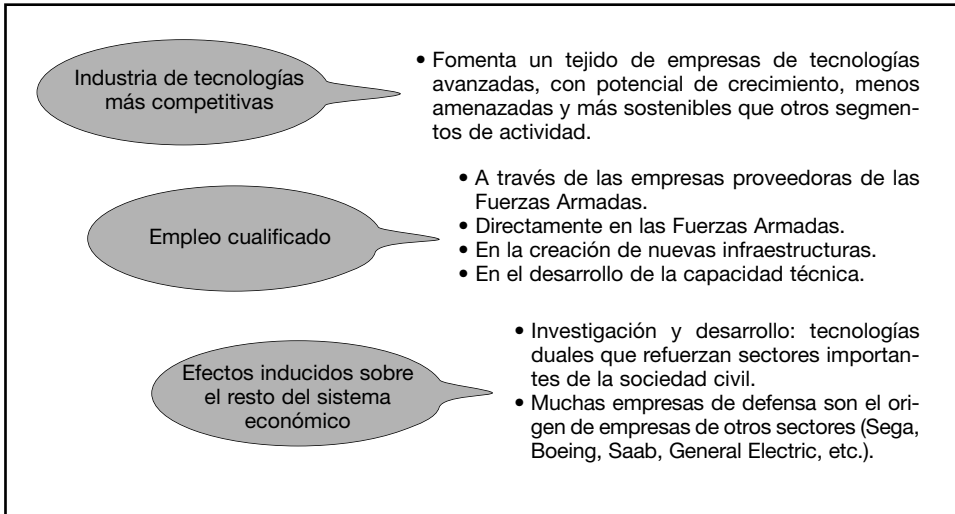 Industria de tecnologías
más competitivas
• Fomenta un tejido de empresas de tecnologías
avanzadas, con potencial de crecimiento, menos
amenazadas y más sostenibles que otros segmen-
tos de actividad.
Empleo cualificado
• A través de las empresas proveedoras de las
Fuerzas Armadas.
• Directamente en las Fuerzas Armadas.
• En la creación de nuevas infraestructuras.
• En el desarrollo de la capacidad técnica.
Efectos inducidos sobre
el resto del sistema
económico
• Investigación y desarrollo: tecnologías
duales que refuerzan sectores importan-
tes de la sociedad civil.
• Muchas empresas de defensa son el ori-
gen de empresas de otros sectores (Sega,
Boeing, Saab, General Electric, etc.).